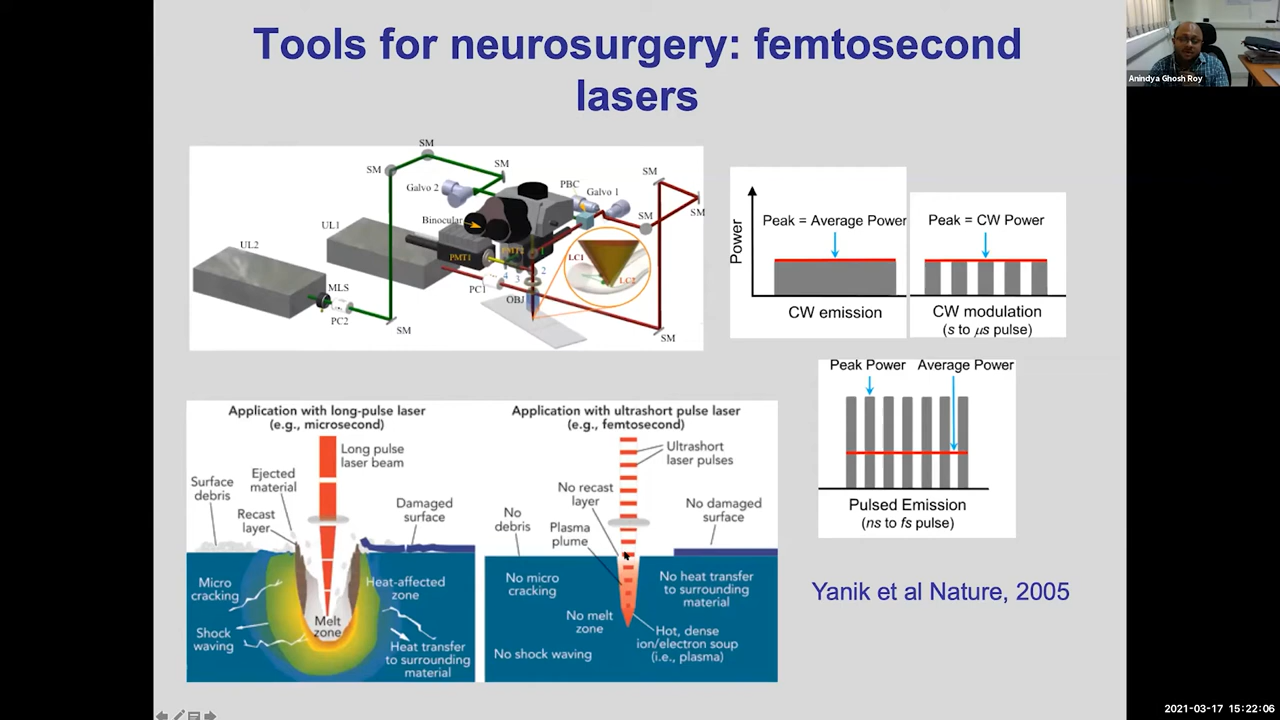 Tools for neurosurgery: femtosecond
lasers
Anindya Ghosh Roy
SM
SM
SM
Galvo 2
PBC
Galvo 1
SM
SM
SM
Binocular
UL1
UL2
PMT1
PMT2
1
2
3
4
LC1
LC2
MLS
PC1
OBJ
PC2
SM
SM
Power
Peak = Average Power
CW emission
Peak = CW Power
CW modulation
(s to μs pulse)
Peak Power Average Power
Pulsed Emission
(ns to fs pulse)
Application with long-pulse laser
(e.g., microsecond)
Long pulse
laser beam
Ejected
material
Surface
debris
Recast
layer
Damaged
surface
Micro
cracking
Heat-affected
zone
Melt
zone
Shock
waving
Heat transfer
to surrounding
material
Application with ultrashort pulse laser
(e.g., femtosecond)
Ultrashort
laser pulses
No recast
layer
No
debris
Plasma
plume
No damaged
surface
No micro
cracking
No heat transfer
to surrounding
material
No melt
zone
Hot, dense
ion/electron soup
(i.e., plasma)
No shock waving
Yanik et al Nature, 2005
2021-03-17 15:22:06